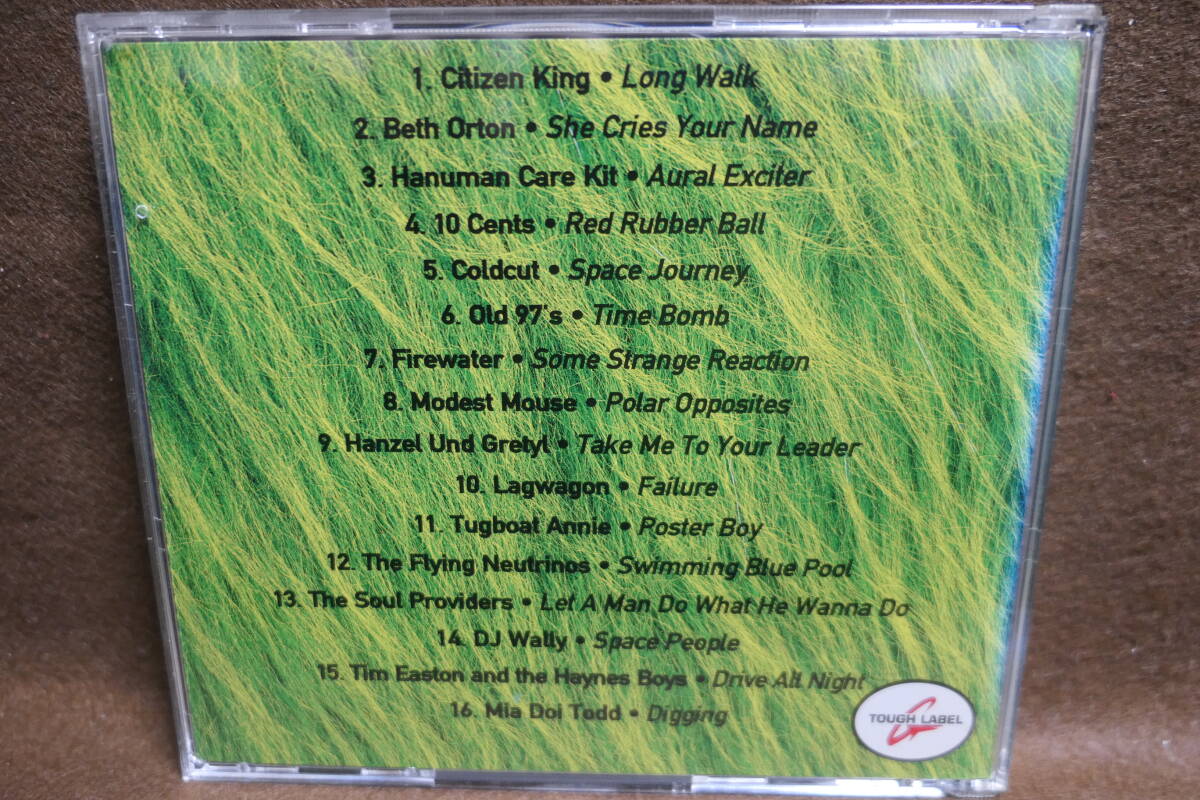 1. Citizen King • Long Walk
2. Beth Orton • She Cries Your Name
3. Hanuman Care Kit • Aural Exciter
4. 10 Cents • Red Rubber Ball
5. Coldcut • Space Journey
6. Old 97's • Time Bomb
7. Firewater • Some Strange Reaction
8. Modest Mouse • Polar Opposites
9. Hanzel Und Gretyl • Take Me To Your Leader
10. Lagwagon • Failure
11. Tugboat Annie • Poster Boy
12. The Flying Neutrinos • Swimming Blue Pool
13. The Soul Providers • Let A Man Do What He Wanna Do
14. DJ Wally • Space People
15. Tim Easton and the Haynes Boys • Drive All Night
16. Mia Doi Todd • Digging
TOUGH LABEL